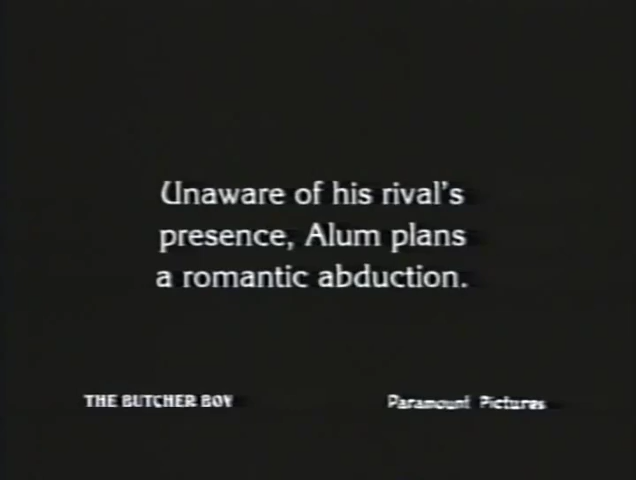 Unaware of his rival's
presence, Alum plans
a romantic abduction.
THE BUTCHER BOY
Paramount Pictures